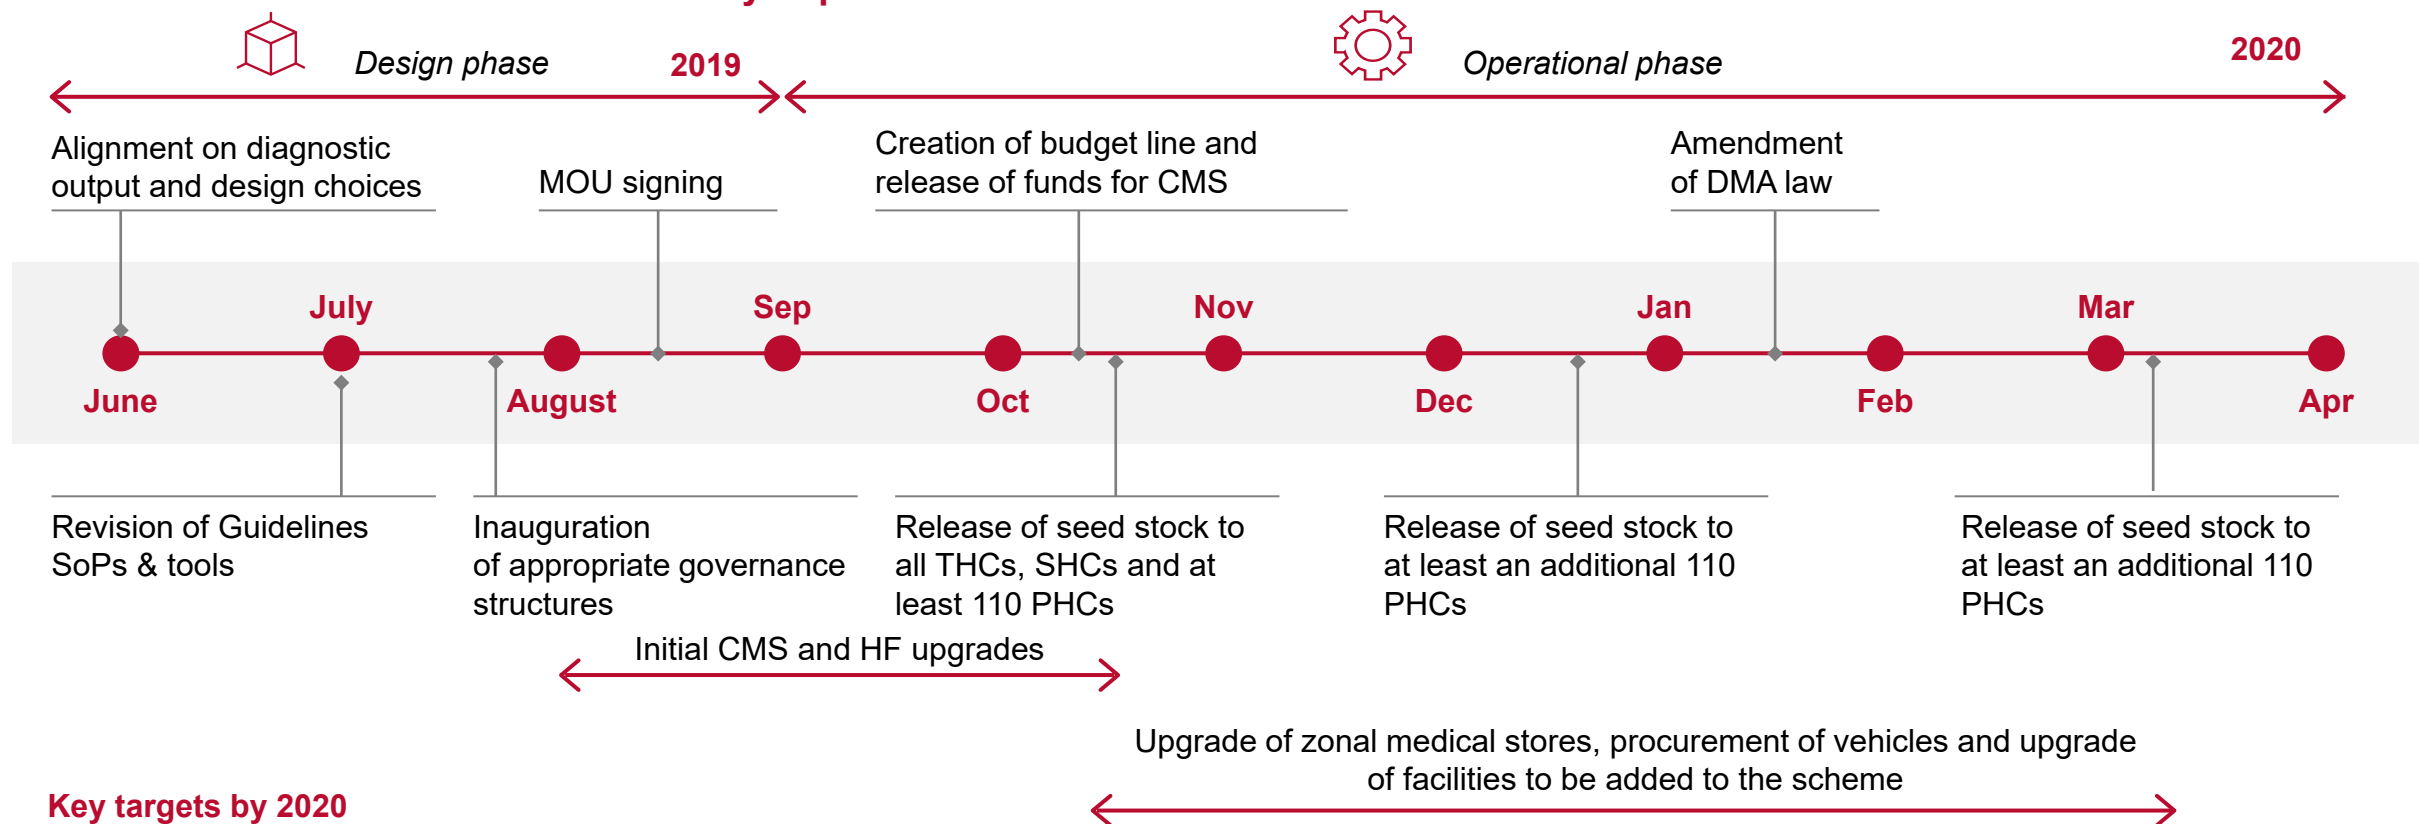 Design phase
2019
Operational phase
2020
Alignment on diagnostic
output and design choices
MOU signing
Creation of budget line and
release of funds for CMS
Amendment
of DMA law
July
Sep
Nov
Jan
Mar
June
August
Oct
Dec
Feb
Apr
Revision of Guidelines
SoPs & tools
Inauguration
of appropriate governance
structures
Release of seed stock to
all THCs, SHCs and at
least 110 PHCs
Release of seed stock to
at least an additional 110
PHCs
Release of seed stock to
at least an additional 110
PHCs
Initial CMS and HF upgrades
Upgrade of zonal medical stores, procurement of vehicles and upgrade
of facilities to be added to the scheme
Key targets by 2020